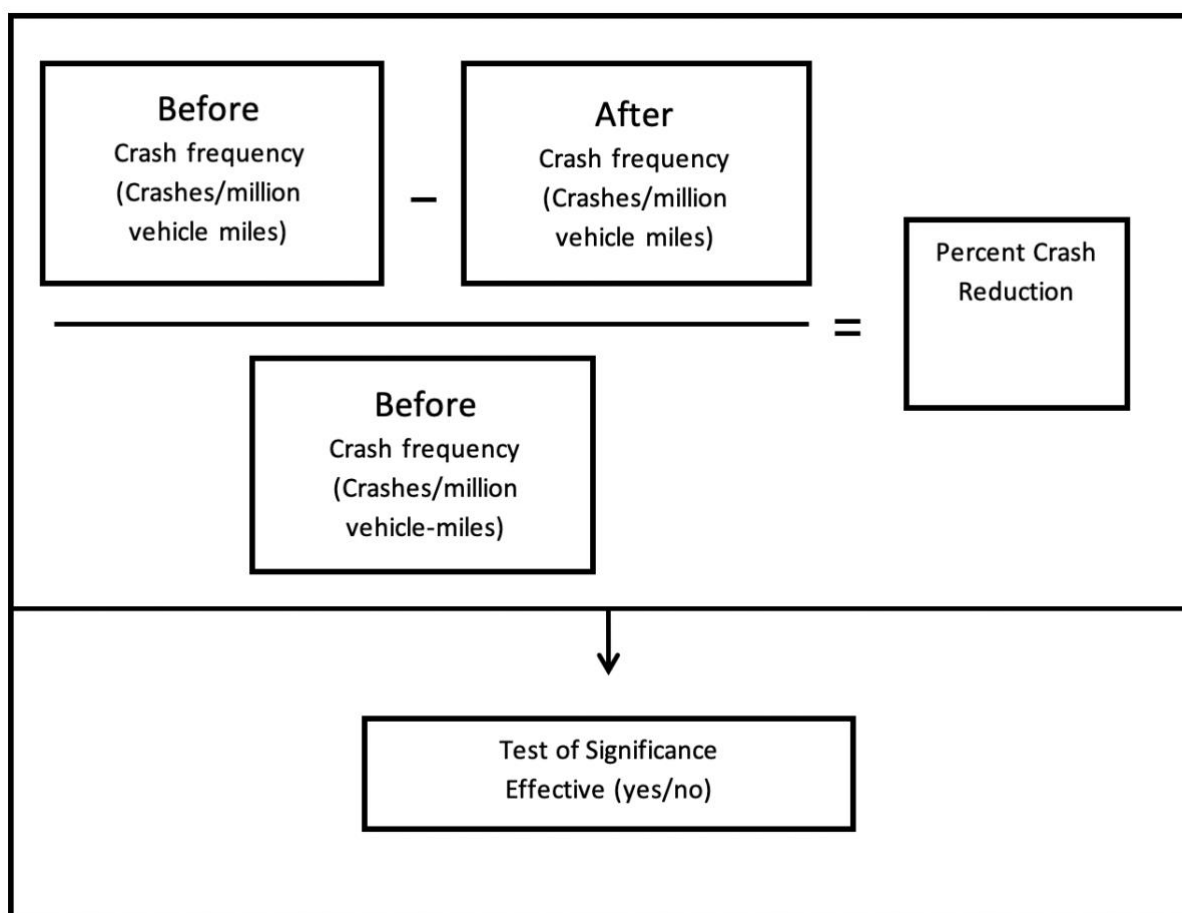 Before
Crash frequency
(Crashes/million
vehicle miles)
–
After
Crash frequency
(Crashes/million
vehicle miles)
Before
Crash frequency
(Crashes/million
vehicle-miles)
=
Percent Crash
Reduction
Test of Significance
Effective (yes/no)